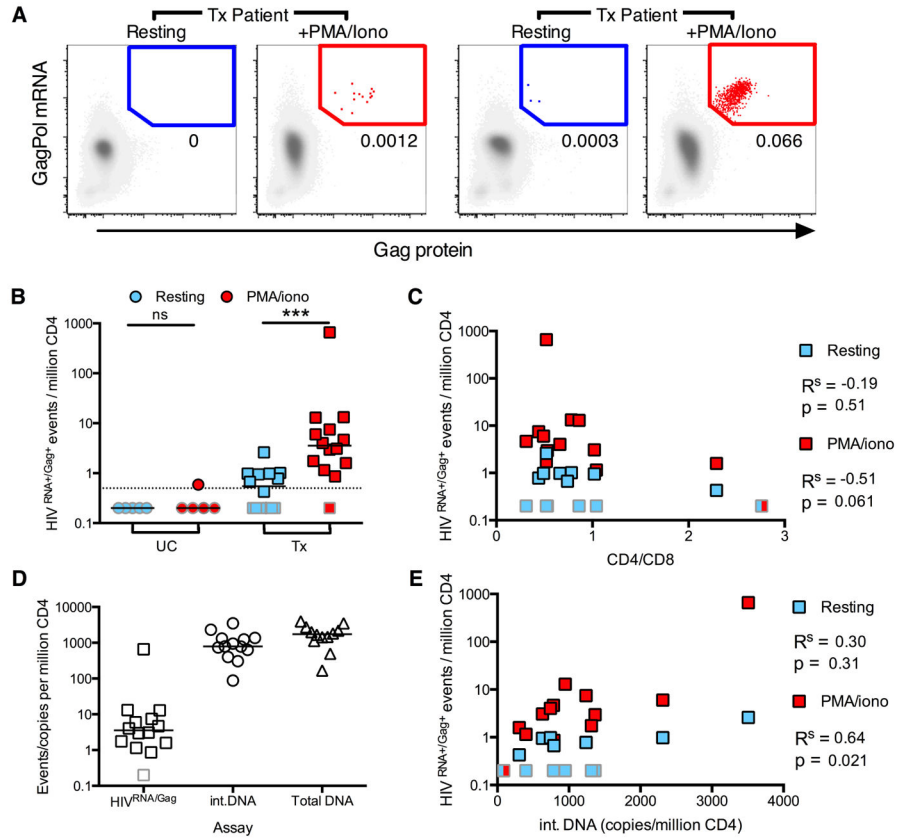 A
Tx Patient
Tx Patient
Resting
+PMA/Iono
Resting
+PMA/Iono
GagPol mRNA
0
0.0012
0.0003
0.066
Gag protein
B
Resting
PMA/iono
ns
***
HIV RNA+/Gag+ events / million CD4
1000
100
10
1
0.1
UC
Tx
C
HIV RNA+/Gag+ events / million CD4
1000
100
10
1
0.1
0
1
2
3
CD4/CD8
Resting
Rs = -0.19
p = 0.51
PMA/iono
Rs = -0.51
p = 0.061
D
Events/copies per million CD4
10000
1000
100
10
1
0.1
HIVRNA/Gag
int.DNA
Total DNA
Assay
E
HIV RNA+/Gag+ events / million CD4
1000
100
10
1
0.1
0
1000
2000
3000
4000
int. DNA (copies/million CD4)
Resting
Rs = 0.30
p = 0.31
PMA/iono
Rs = 0.64
p = 0.021